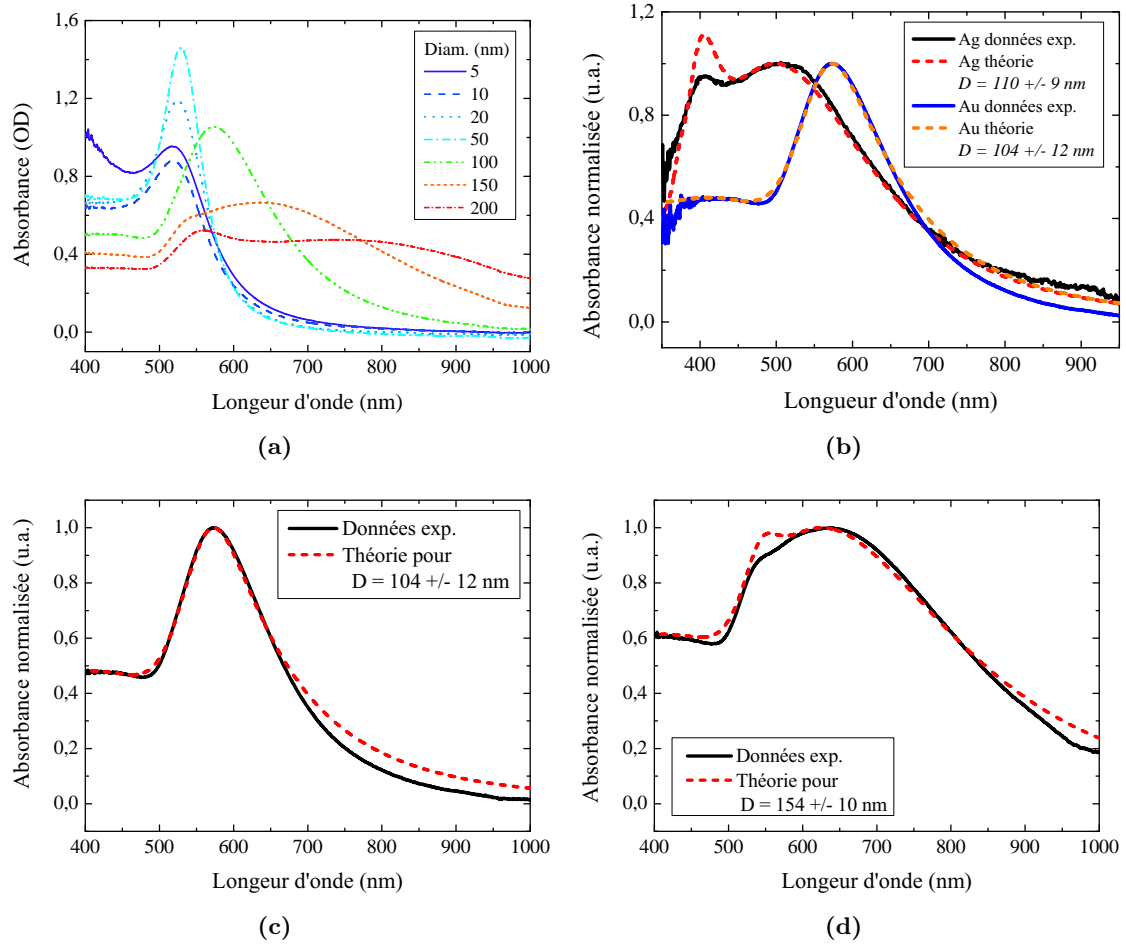 1,6
1,2
0,8
0,4
0,0
Absorbance (OD)
400 500 600 700 800 900 1000
Longeur d'onde (nm)
Diam. (nm)
5
10
20
50
100
150
200
(a)
1,2
0,8
0,4
0,0
Absorbance normalisée (u.a.)
400 500 600 700 800 900
Longueur d'onde (nm)
Ag données exp.
Ag théorie
D = 110 +/- 9 nm
Au données exp.
Au théorie
D = 104 +/- 12 nm
(b)
1,0
0,8
0,6
0,4
0,2
0,0
Absorbance normalisée (u.a.)
400 500 600 700 800 900 1000
Longeur d'onde (nm)
Données exp.
Théorie pour
D = 104 +/- 12 nm
(c)
1,0
0,8
0,6
0,4
0,2
0,0
Absorbance normalisée (u.a.)
400 500 600 700 800 900 1000
Longeur d'onde (nm)
Données exp.
Théorie pour
D = 154 +/- 10 nm
(d)